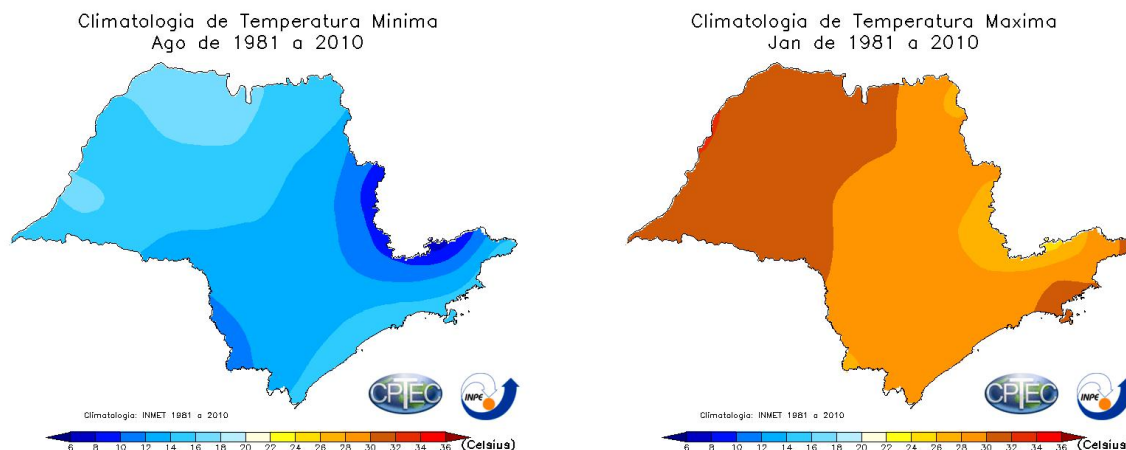 Climatologia de Temperatura Minima
Ago de 1981 a 2010
CPTEC
INPE
Climatologia: INMET 1981 a 2010
6 8 10 12 14 16 18 20 22 24 26 28 30 32 34 36 (Celsius)
Climatologia de Temperatura Maxima
Jan de 1981 a 2010
CPTEC
INPE
Climatologia: INMET 1981 a 2010
6 8 10 12 14 16 18 20 22 24 26 28 30 32 34 36 (Celsius)